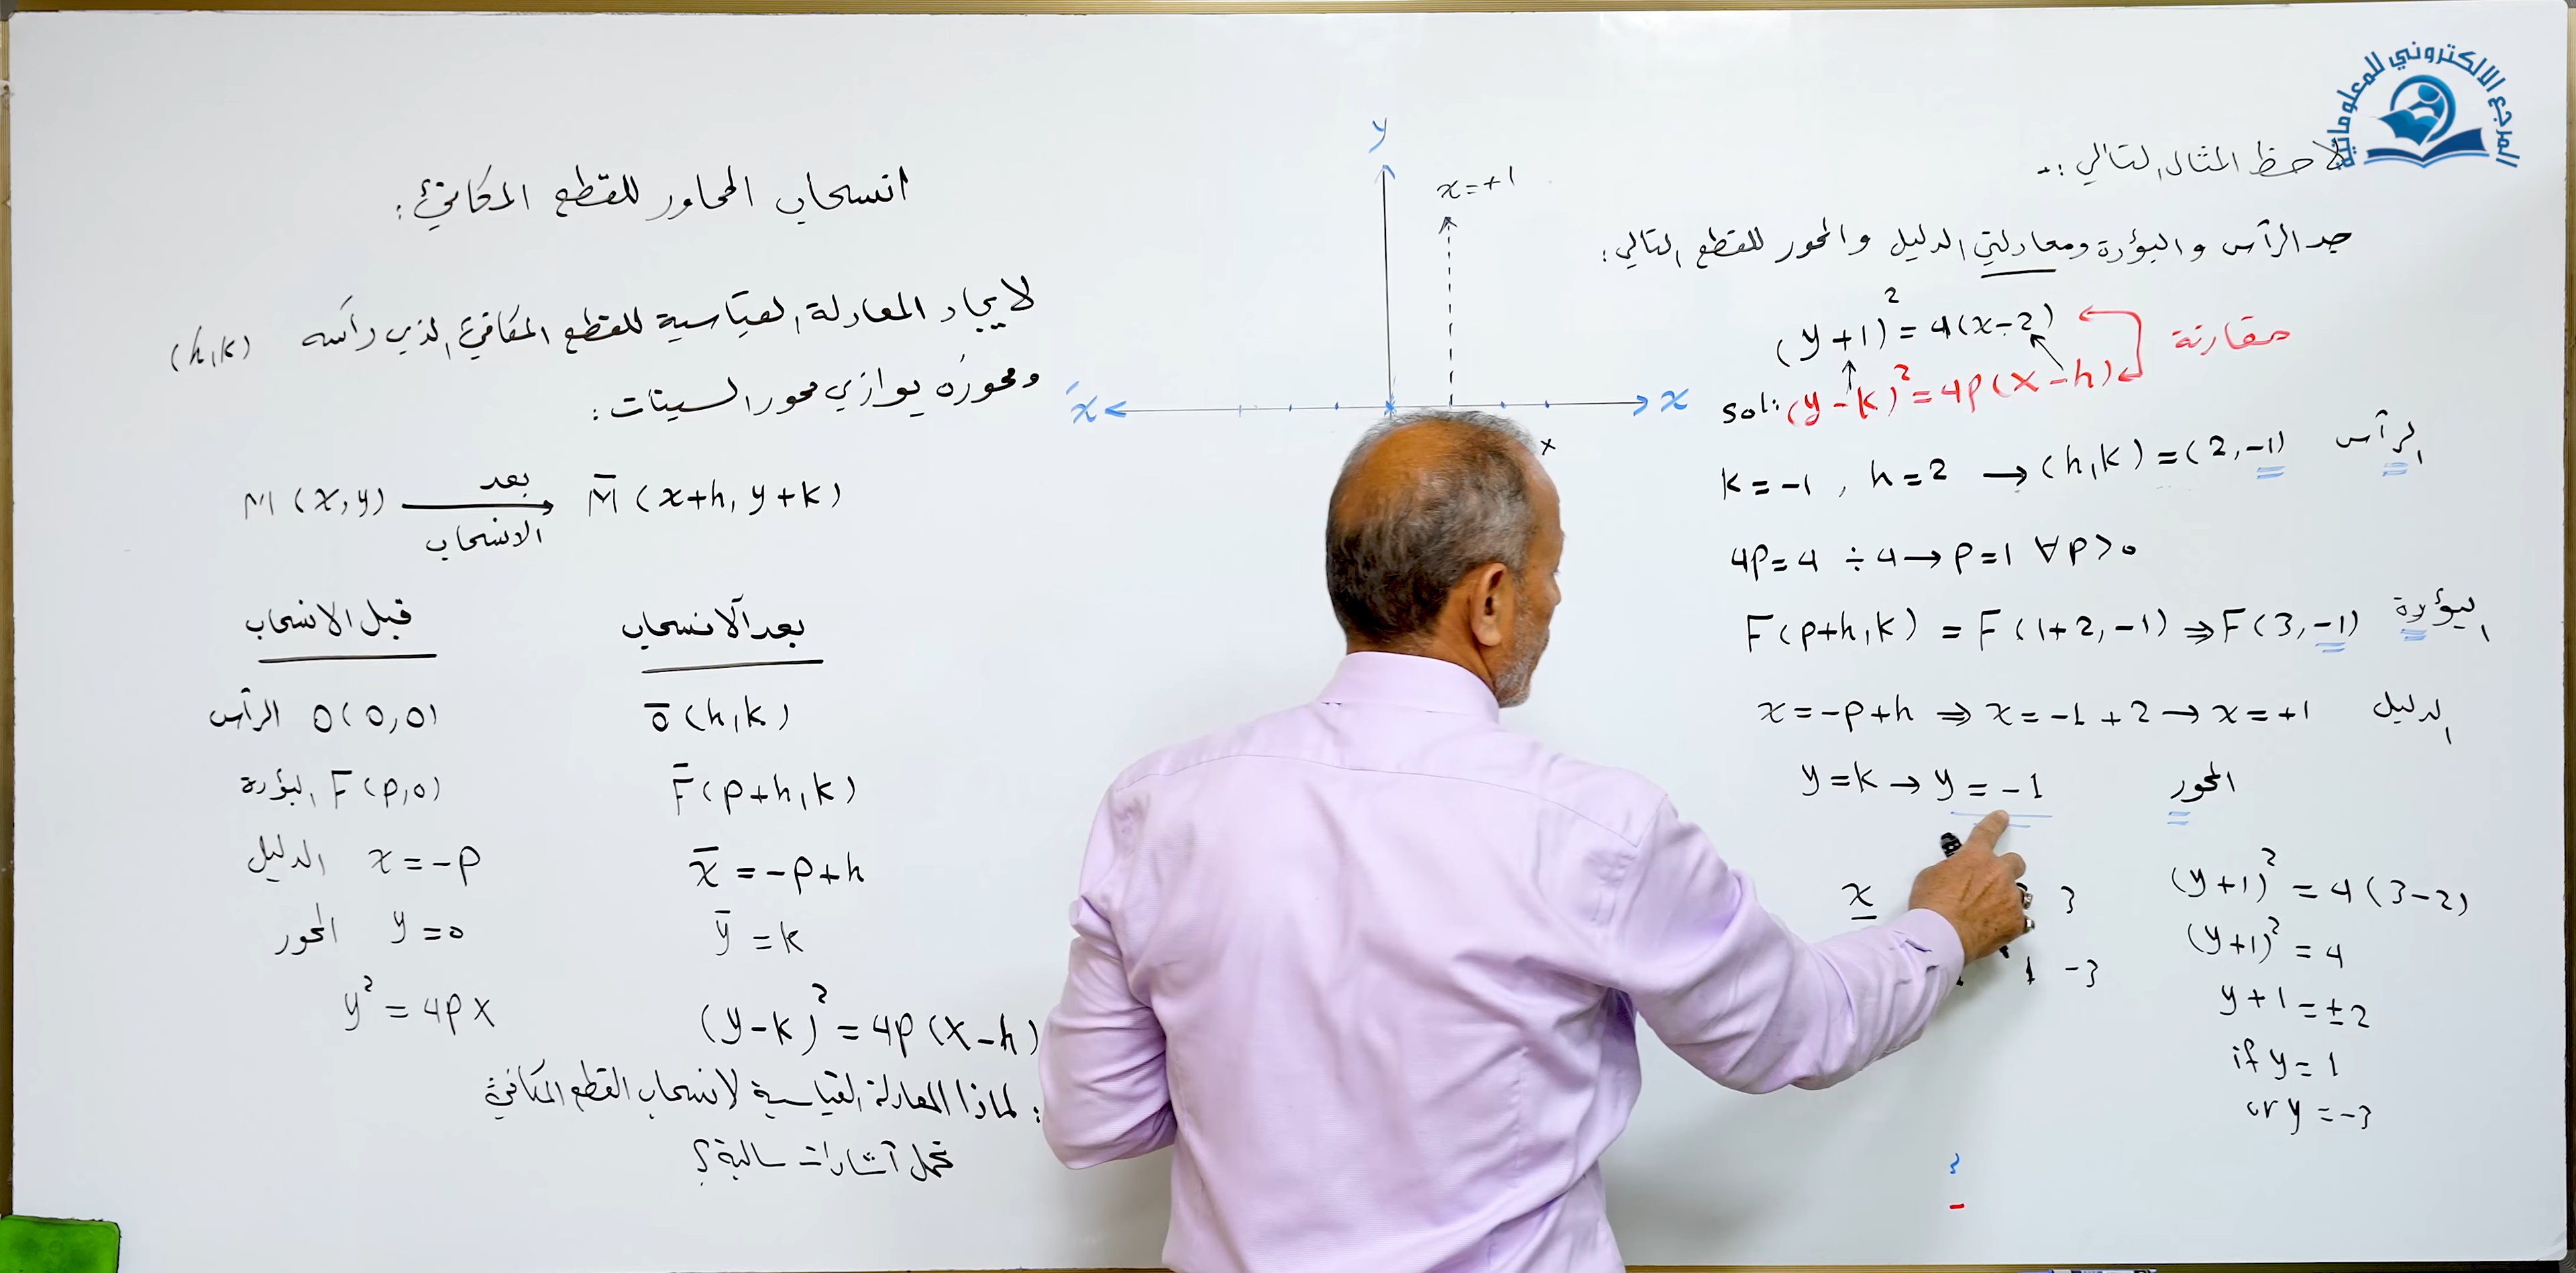 المرجع الالكتروني للمعلوماتية
لاحظ المثال التالي :-
جد الرأس والبؤرة ومعادلتي الدليل والمحور للقطع التالي :
(y+1)² = 4(x-2)
مقارنة
sol: (y-k)² = 4p(x-h)
k=-1 , h=2 → (h,k) = (2,-1) الرأس
4p=4 ÷4 → p=1 ∀p>0
F(p+h,k) = F(1+2,-1) ⇒ F(3,-1) البؤرة
x=-p+h ⇒ x=-1+2 → x=+1 الدليل
y=k → y=-1 المحور
x 3
1 -3
(y+1)² = 4(3-2)
(y+1)² = 4
y+1=±2
if y=1
or y=-3
y
x=+1
x
x́
x
انسحاب المحاور للقطع المكافئ :
لايجاد المعادلة القياسية للقطع المكافئ الذي رأسه (h,k)
ومحوره يوازي محور السينات :
M(x,y) بعد الانسحاب → M̄(x+h, y+k)
قبل الانسحاب بعد الانسحاب
الرأس O(0,0) ō(h,k)
البؤرة F(p,0) F̄(p+h,k)
الدليل x=-p x̄=-p+h
المحور y=0 ȳ=k
y²=4px (y-k)²=4p(x-h)
لماذا المعادلة القياسية لانسحاب القطع المكافئ :
تحمل آشارات سالبة؟